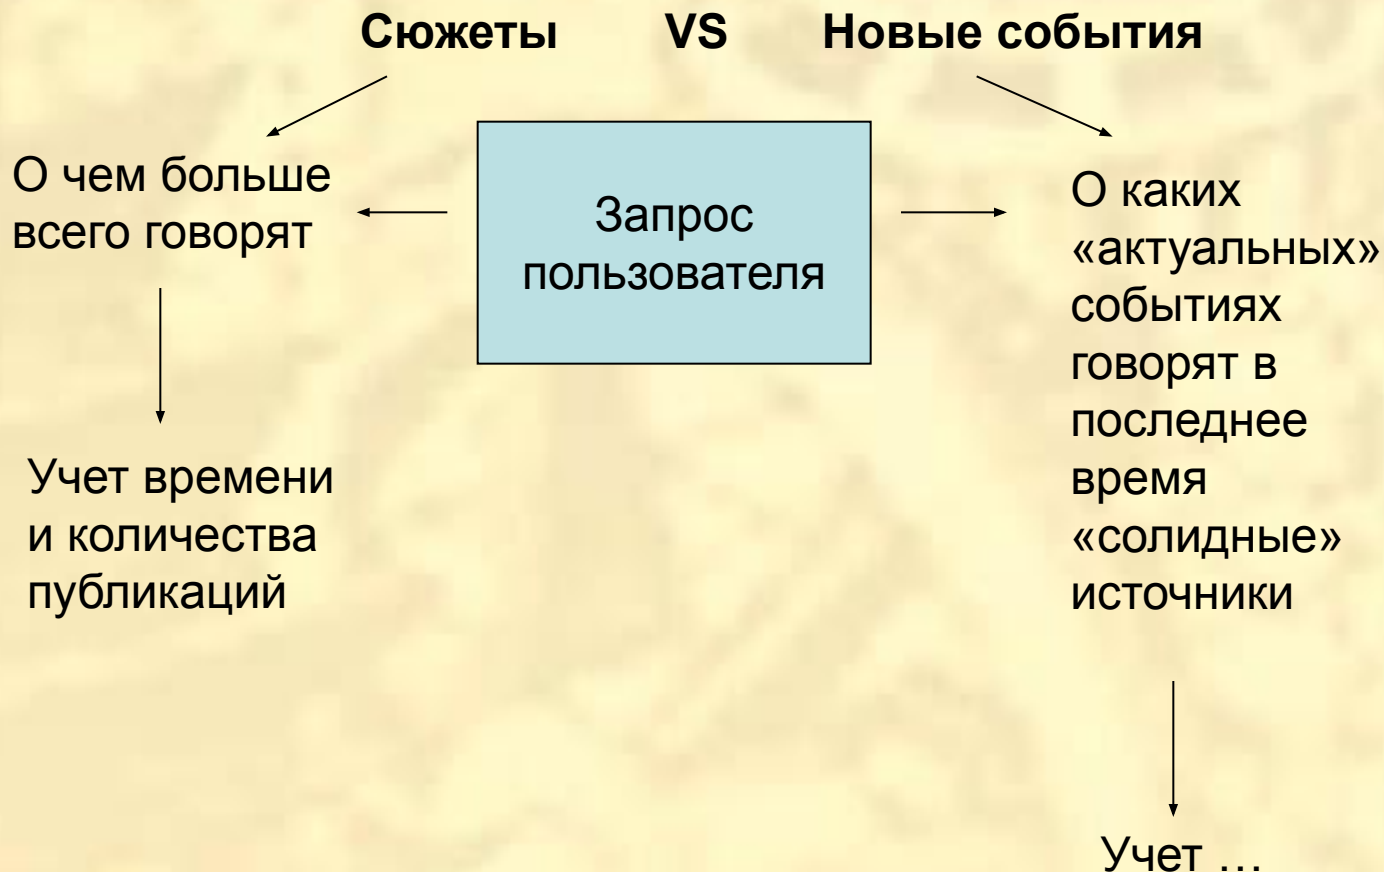 Сюжеты VS Новые события
О чем больше
всего говорят
Учет времени
и количества
публикаций
Запрос
пользователя
О каких
«актуальных»
событиях
говорят в
последнее
время
«солидные»
источники
Учет …